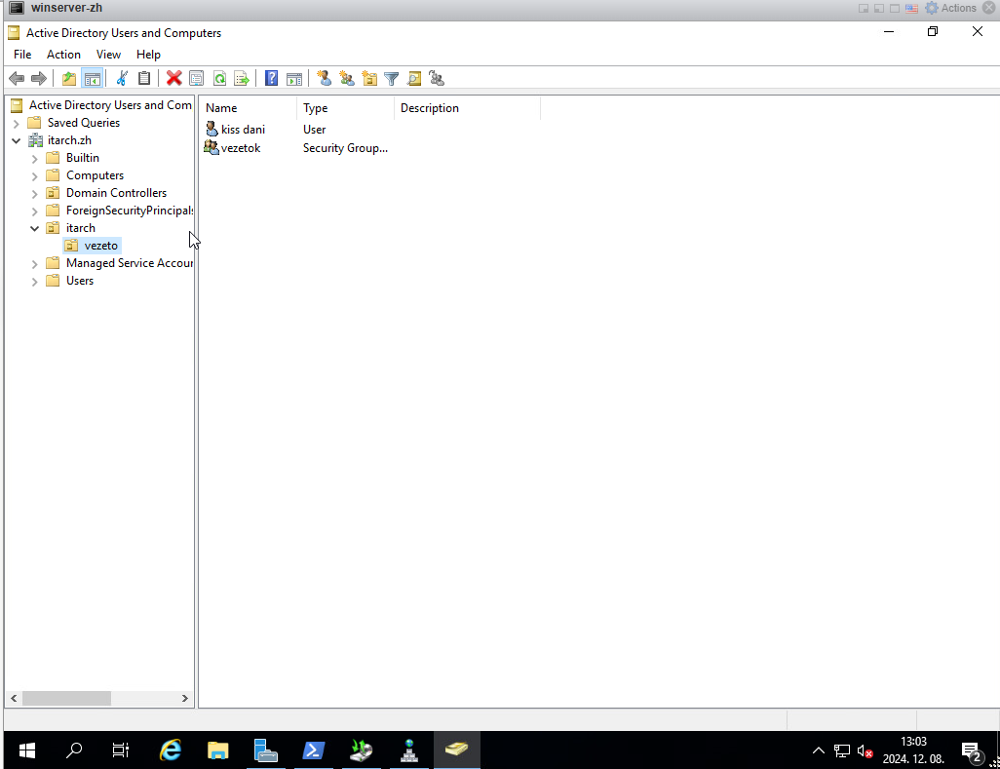 winserver-zh
Actions
Active Directory Users and Computers
File Action View Help
Active Directory Users and Com
Saved Queries
itarch.zh
Builtin
Computers
Domain Controllers
ForeignSecurityPrincipals
itarch
vezeto
Managed Service Accour
Users
Name Type Description
kiss dani User
vezetok Security Group...
13:03
2024. 12. 08.
2